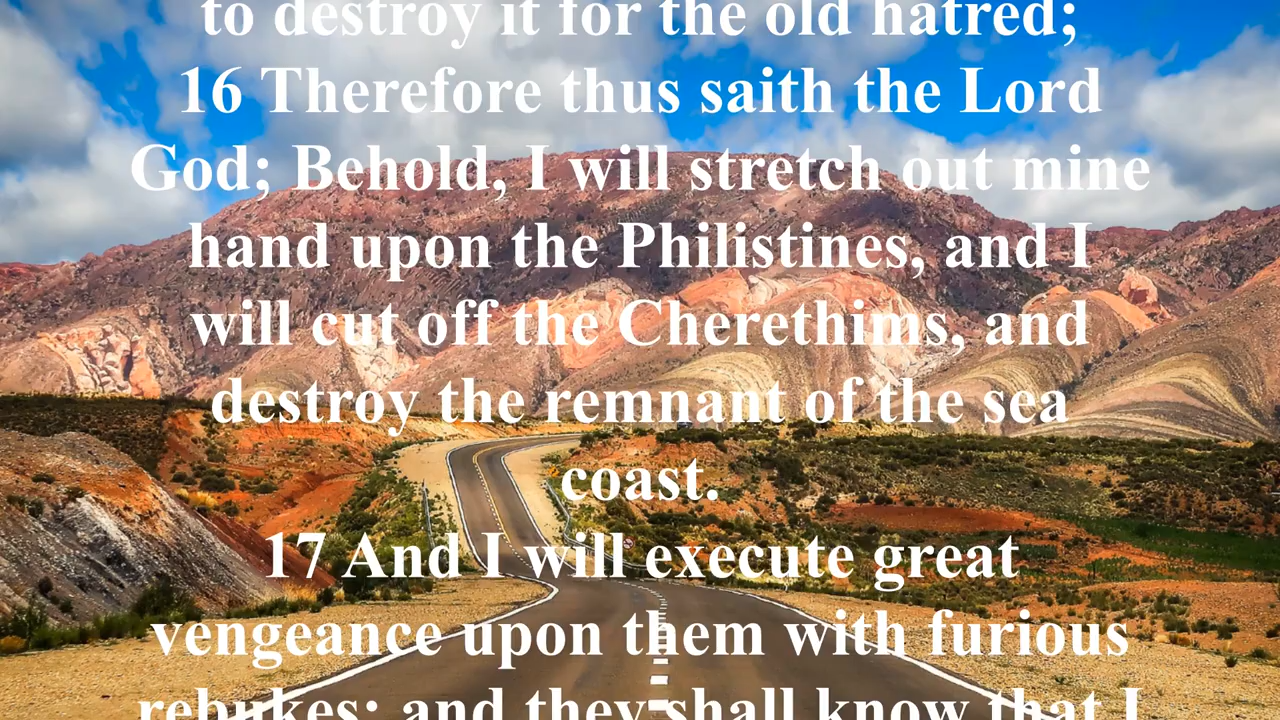 to destroy it for the old hatred;
16 Therefore thus saith the Lord
God; Behold, I will stretch out mine
hand upon the Philistines, and I
will cut off the Cherethims, and
destroy the remnant of the sea
coast.
17 And I will execute great
vengeance upon them with furious
rebukes; and they shall know that I